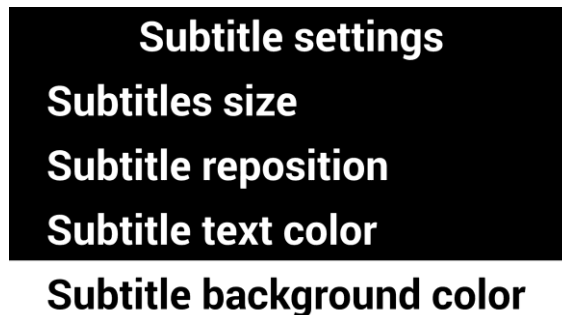 Subtitle settings
Subtitles size
Subtitle reposition
Subtitle text color
Subtitle background color